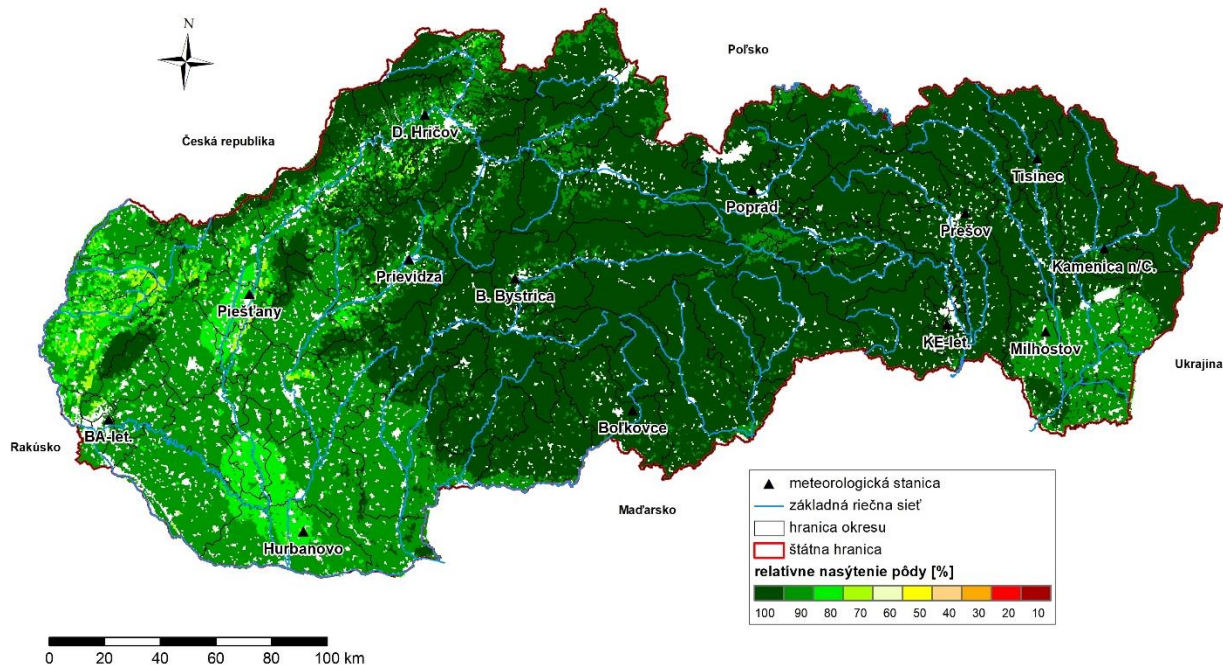 N
Poľsko
Česká republika
D. Hričov
Tisinec
Poprad
Prešov
Prievidza
Kamenica n/C.
B. Bystrica
Piešťany
KE-let.
Milhostov
Ukrajina
Boľkovce
BA-let.
Rakúsko
Maďarsko
Hurbanovo
meteorologická stanica
základná riečna sieť
hranica okresu
štátna hranica
relatívne nasýtenie pôdy [%]
100 90 80 70 60 50 40 30 20 10
0 20 40 60 80 100 km